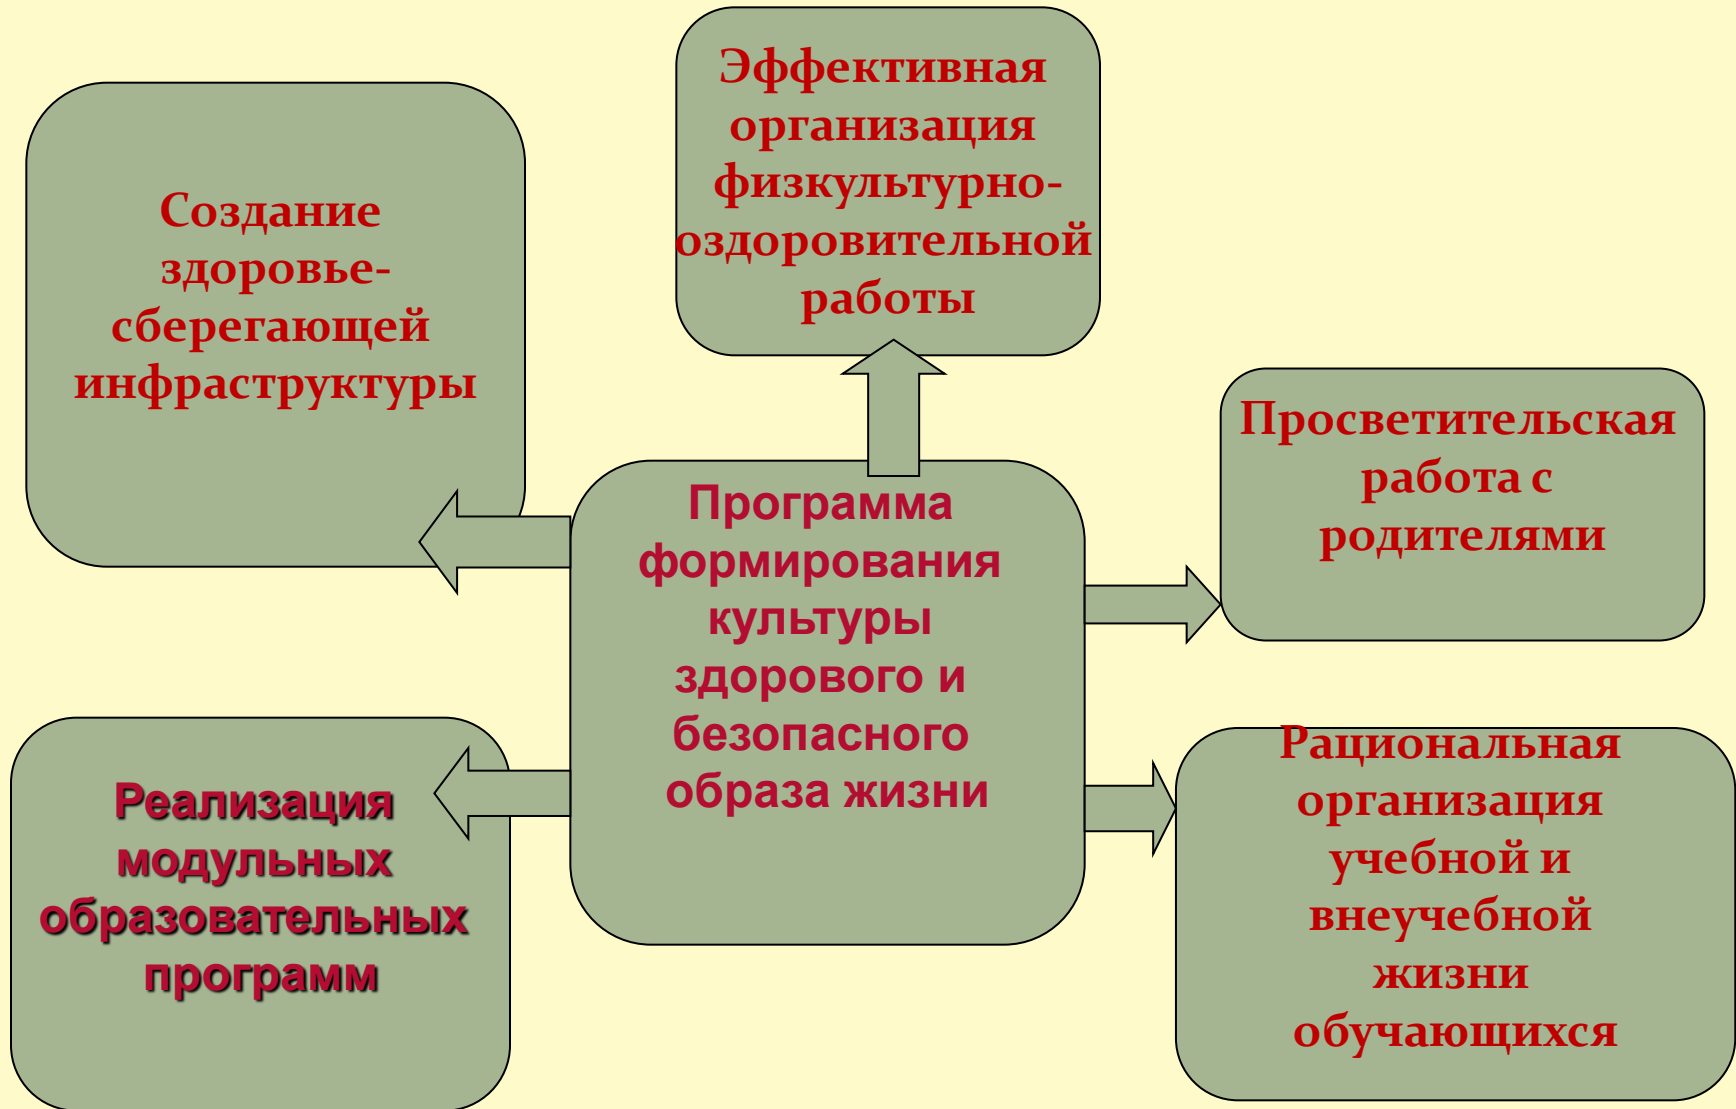 Эффективная
организация
физкультурно-
оздоровительной
работы
Создание
здоровье-
сберегающей
инфраструктуры
Просветительская
работа с
родителями
Программа
формирования
культуры
здорового и
безопасного
образа жизни
Реализация
модульных
образовательных
программ
Рациональная
организация
учебной и
внеучебной
жизни
обучающихся